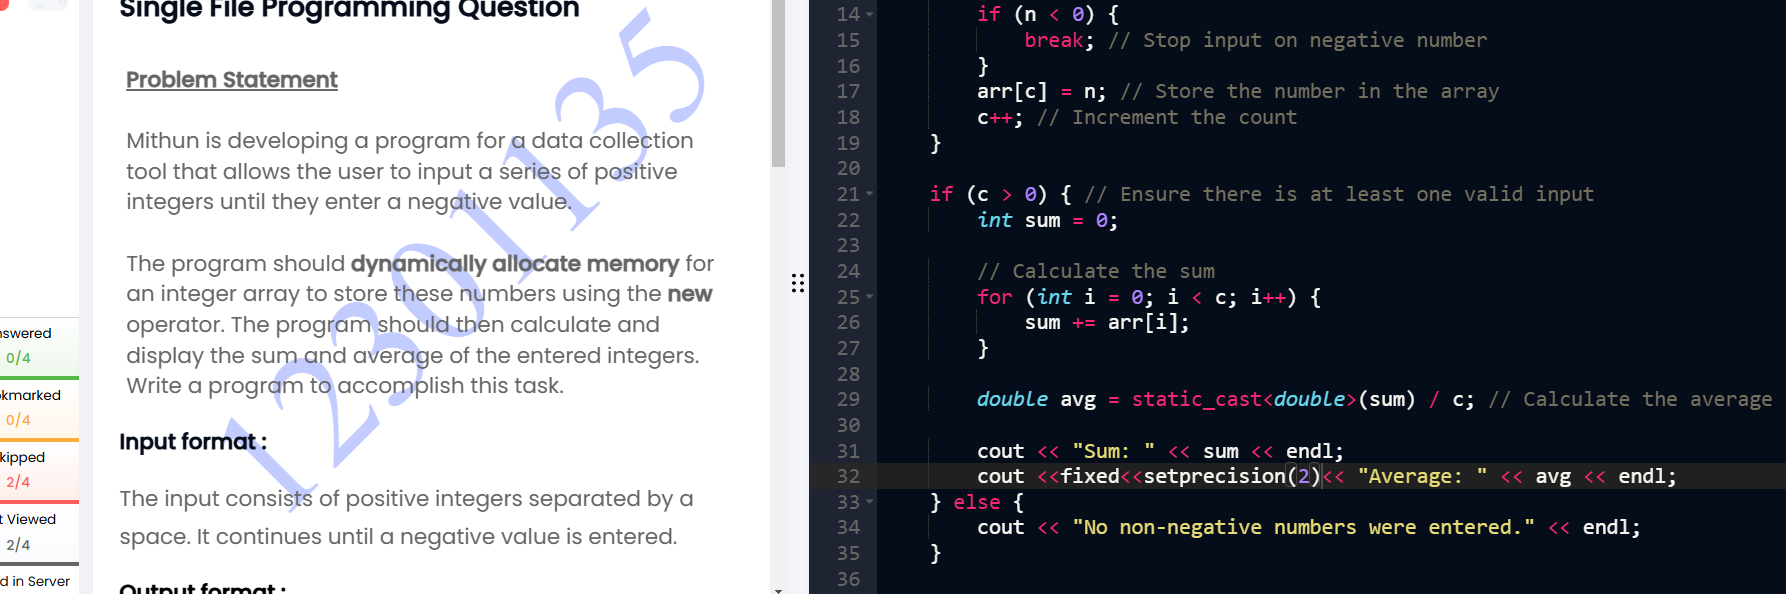 Single File Programming Question
Problem Statement
Mithun is developing a program for a data collection
tool that allows the user to input a series of positive
integers until they enter a negative value.
The program should dynamically allocate memory for
an integer array to store these numbers using the new
operator. The program should then calculate and
display the sum and average of the entered integers.
Write a program to accomplish this task.
Input format :
The input consists of positive integers separated by a
space. It continues until a negative value is entered.
Output format :
12301135
nswered
0/4
kmarked
0/4
kipped
2/4
t Viewed
2/4
d in Server
14 if (n < 0) {
15 break; // Stop input on negative number
16 }
17 arr[c] = n; // Store the number in the array
18 c++; // Increment the count
19 }
20
21 if (c > 0) { // Ensure there is at least one valid input
22 int sum = 0;
23
24 // Calculate the sum
25 for (int i = 0; i < c; i++) {
26 sum += arr[i];
27 }
28
29 double avg = static_cast<double>(sum) / c; // Calculate the average
30
31 cout << "Sum: " << sum << endl;
32 cout <<fixed<<setprecision(2)<< "Average: " << avg << endl;
33 } else {
34 cout << "No non-negative numbers were entered." << endl;
35 }
36